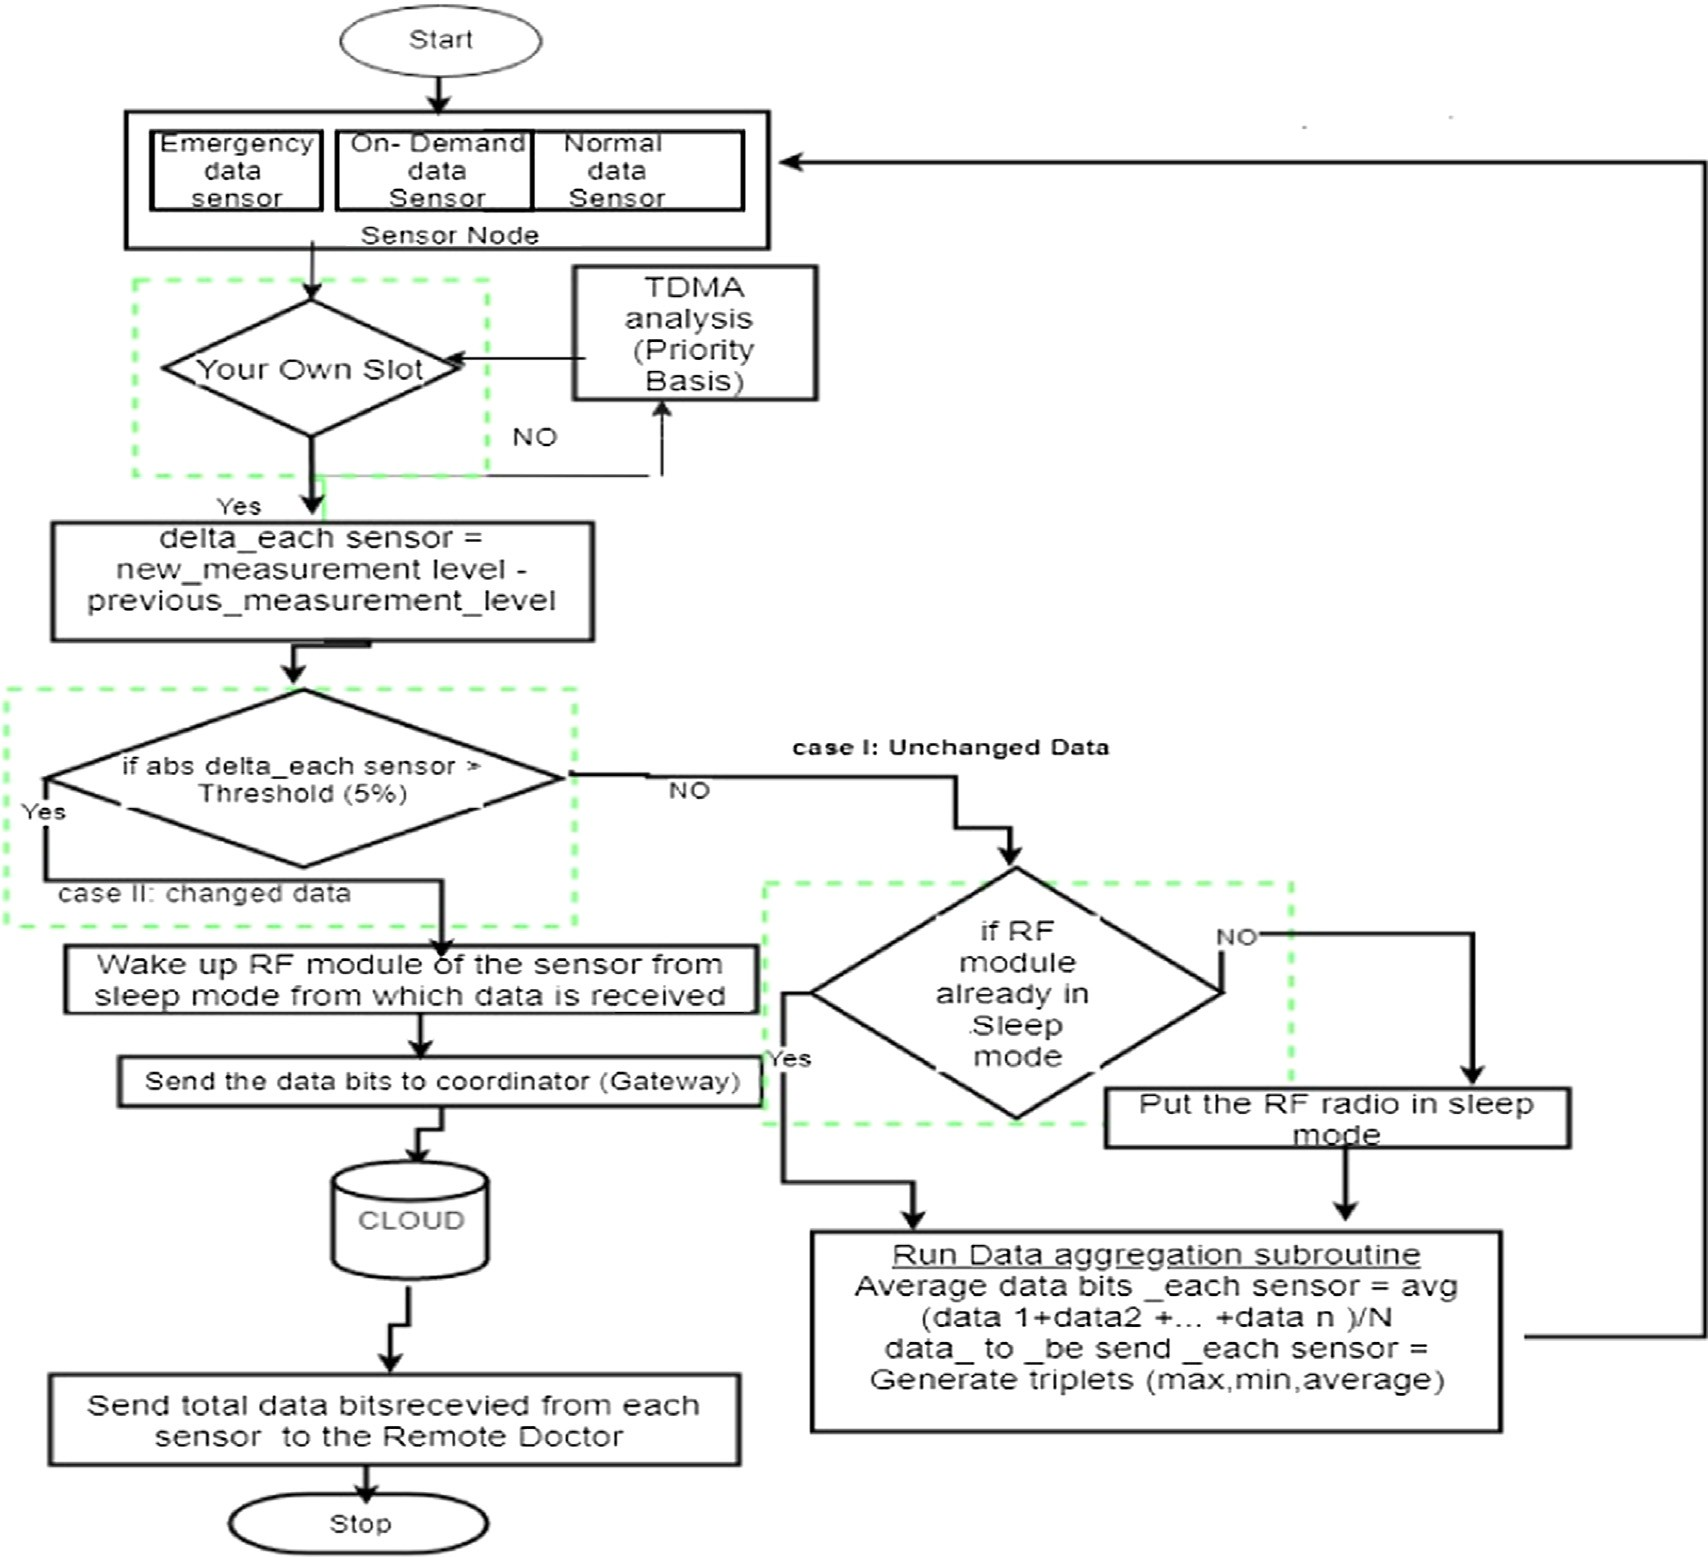 Start
Emergency
data
sensor
On- Demand
data
Sensor
Normal
data
Sensor
Sensor Node
TDMA
analysis
(Priority
Basis)
Your Own Slot
NO
Yes
delta_each sensor =
new_measurement level -
previous_measurement_level
if abs delta_each sensor >
Threshold (5%)
Yes
case II: changed data
case I: Unchanged Data
NO
if RF
module
already in
Sleep
mode
NO
Yes
Wake up RF module of the sensor from
sleep mode from which data is received
Send the data bits to coordinator (Gateway)
Put the RF radio in sleep
mode
CLOUD
Run Data aggregation subroutine
Average data bits _each sensor = avg
(data 1+data2 +... +data n )/N
data_ to _be send _each sensor =
Generate triplets (max,min,average)
Send total data bitsrecevied from each
sensor to the Remote Doctor
Stop